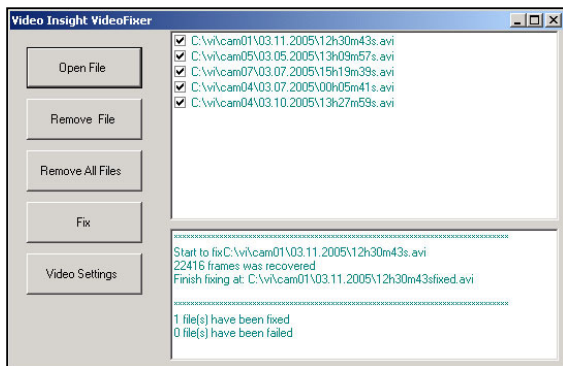 Video Insight VideoFixer
Open File
Remove File
Remove All Files
Fix
Video Settings
C:\vi\cam01\03.11.2005\12h30m43s.avi
C:\vi\cam05\03.05.2005\13h09m57s.avi
C:\vi\cam07\03.07.2005\15h19m39s.avi
C:\vi\cam04\03.07.2005\00h05m41s.avi
C:\vi\cam04\03.10.2005\13h27m59s.avi
Start to fixC:\vi\cam01\03.11.2005\12h30m43s.avi
22416 frames was recovered
Finish fixing at: C:\vi\cam01\03.11.2005\12h30m43sfixed.avi
1 file(s) have been fixed
0 file(s) have been failed